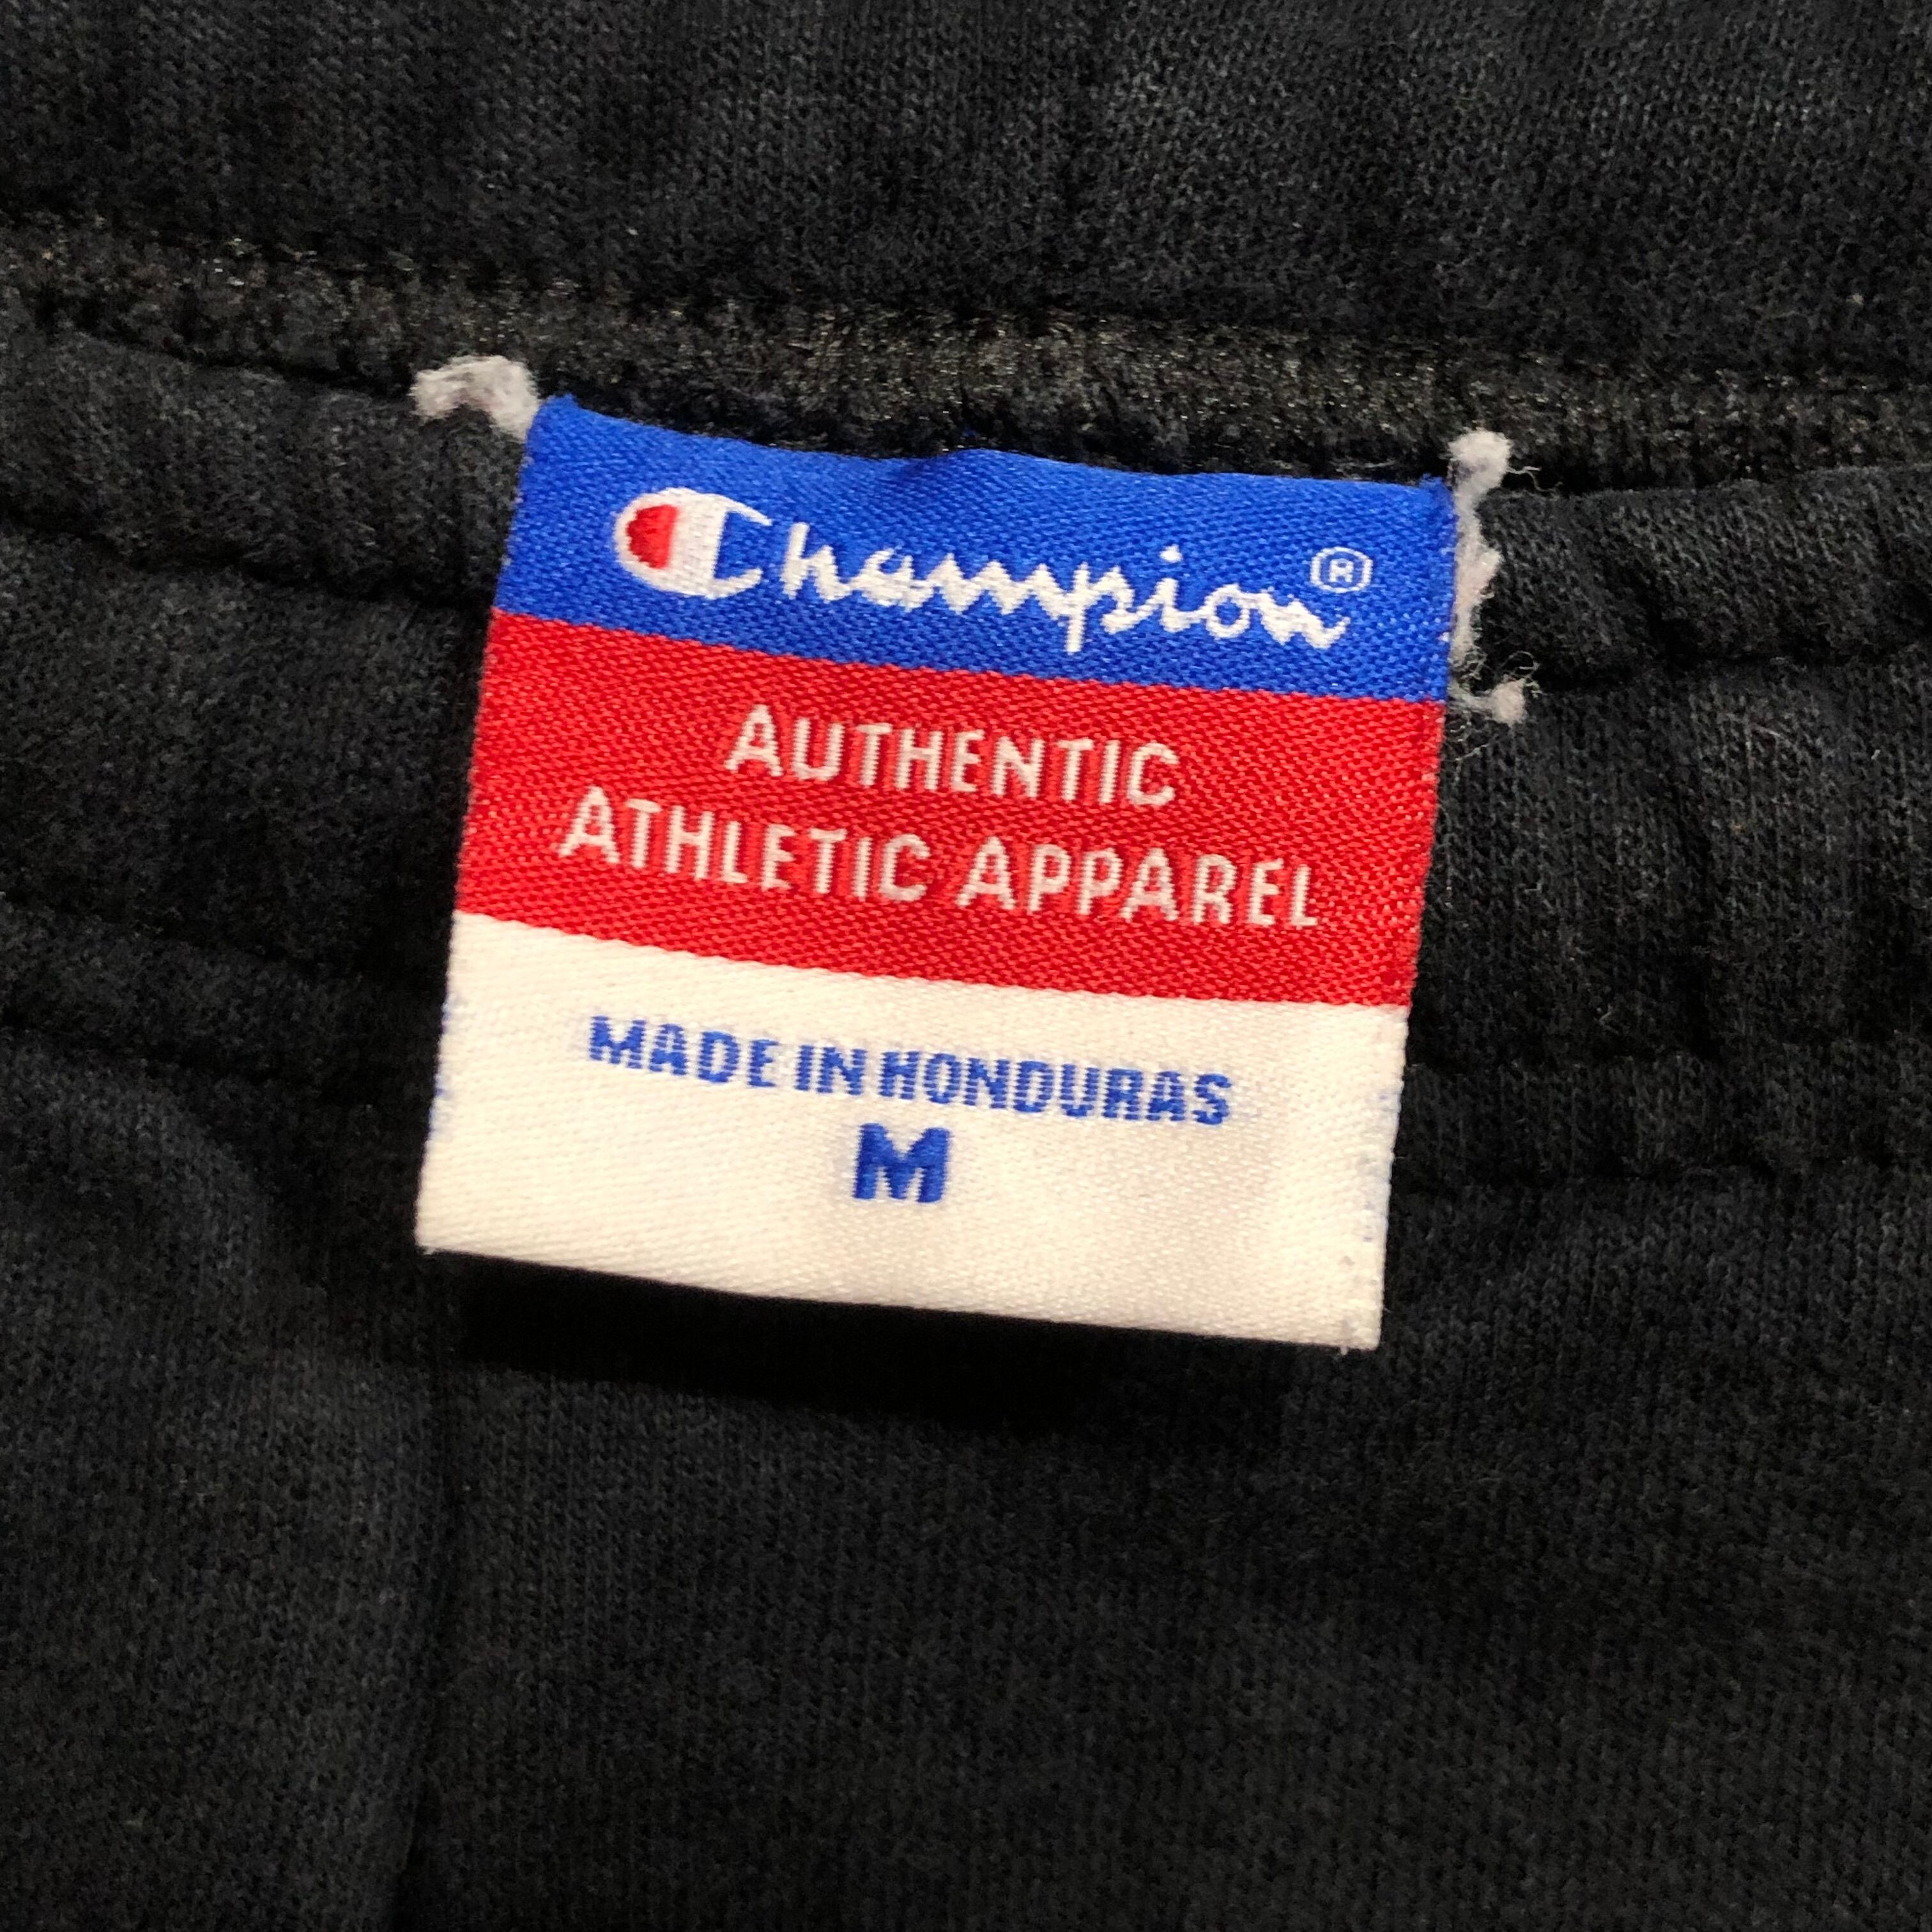 Champion®
AUTHENTIC
ATHLETIC APPAREL
MADE IN HONDURAS
M